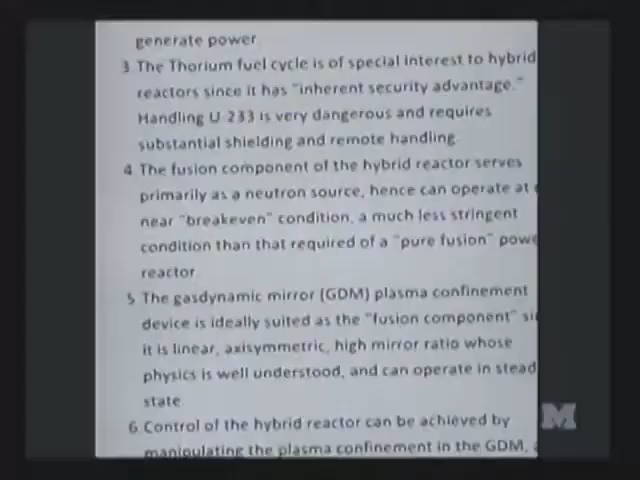 generate power
3 The Thorium fuel cycle is of special interest to hybrid
reactors since it has "inherent security advantage."
Handling U 233 is very dangerous and requires
substantial shielding and remote handling
4 The fusion component of the hybrid reactor serves
primarily as a neutron source, hence can operate at
near "breakeven" condition, a much less stringent
condition than that required of a "pure fusion"
reactor
5 The gasdynamic mirror (GDM) plasma confinement
device is ideally suited as the "fusion component"
it is linear, axisymmetric, high mirror ratio whose
physics is well understood, and can operate in
state
6 Control of the hybrid reactor can be achieved by
manipulating the plasma confinement in the GDM,
M